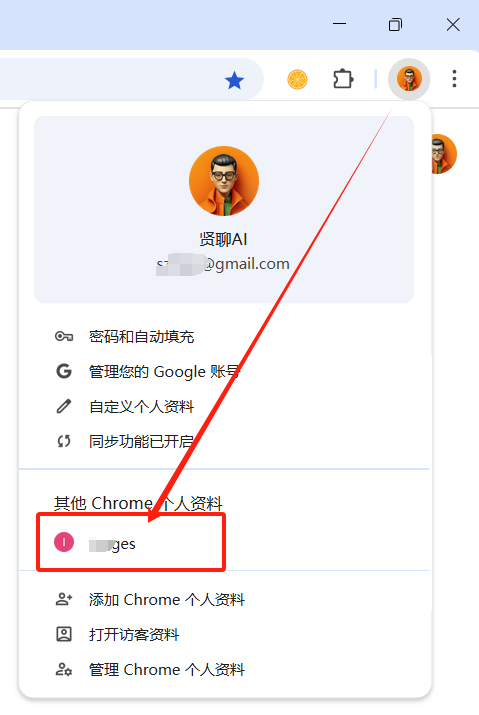 贤聊AI
@gmail.com
密码和自动填充
管理您的 Google 账号
自定义个人资料
同步功能已开启
其他 Chrome 个人资料
I
添加 Chrome 个人资料
打开访客资料
管理 Chrome 个人资料